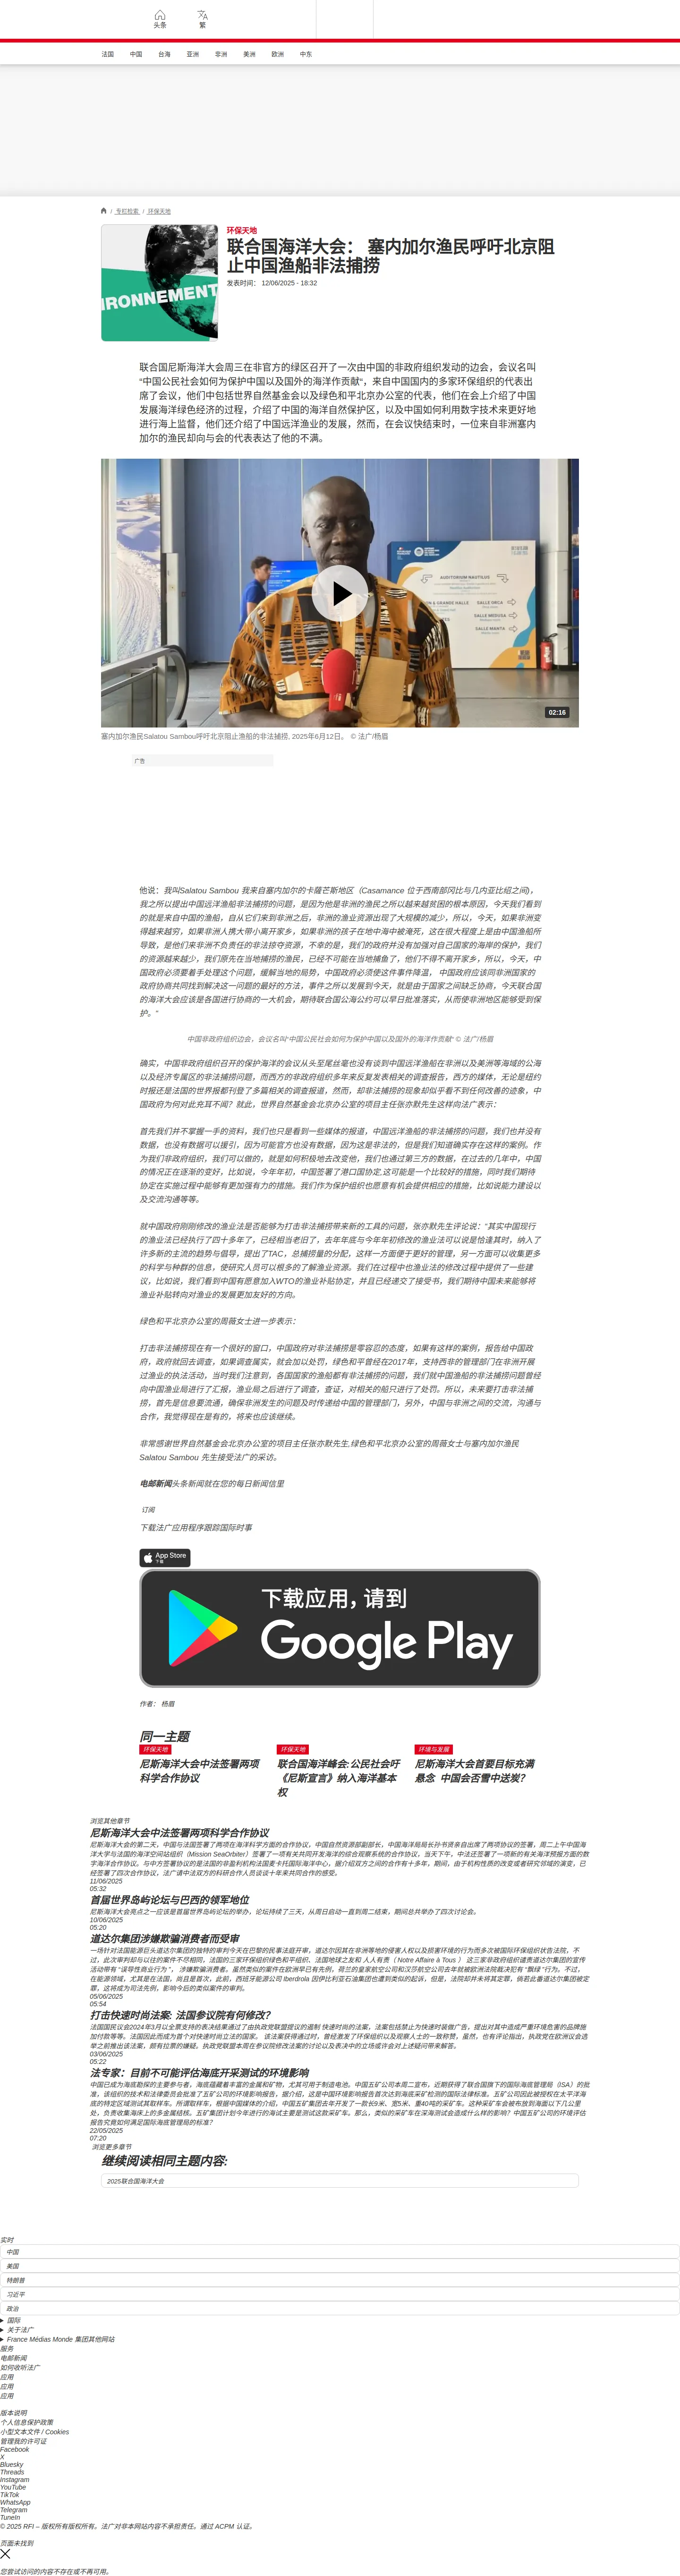 头条
繁
法国
中国
台海
亚洲
非洲
美洲
欧洲
中东
/ 专栏检索 / 环保天地
IRONNEMENT
环保天地
联合国海洋大会： 塞内加尔渔民呼吁北京阻
止中国渔船非法捕捞
发表时间： 12/06/2025 - 18:32
联合国尼斯海洋大会周三在非官方的绿区召开了一次由中国的非政府组织发动的边会，会议名叫
“中国公民社会如何为保护中国以及国外的海洋作贡献”，来自中国国内的多家环保组织的代表出
席了会议，他们中包括世界自然基金会以及绿色和平北京办公室的代表，他们在会上介绍了中国
发展海洋绿色经济的过程，介绍了中国的海洋自然保护区，以及中国如何利用数字技术来更好地
进行海上监督，他们还介绍了中国远洋渔业的发展，然而，在会议快结束时，一位来自非洲塞内
加尔的渔民却向与会的代表表达了他的不满。
AUDITORIUM NAUTILUS
SALLE MEDUSA
SALLE MANTA
02:16
塞内加尔渔民Salatou Sambou呼吁北京阻止渔船的非法捕捞, 2025年6月12日。 © 法广/杨眉
广告
他说：我叫Salatou Sambou 我来自塞内加尔的卡薩芒斯地区（Casamance 位于西南部冈比与几内亚比绍之间)，
我之所以提出中国远洋渔船非法捕捞的问题，是因为他是非洲的渔民之所以越来越贫困的根本原因，今天我们看到
的就是来自中国的渔船，自从它们来到非洲之后，非洲的渔业资源出现了大规模的减少，所以，今天，如果非洲变
得越来越穷，如果非洲人携大带小离开家乡，如果非洲的孩子在地中海中被淹死，这在很大程度上是由中国渔船所
导致，是他们来非洲不负责任的非法掠夺资源，不幸的是，我们的政府并没有加强对自己国家的海岸的保护，我们
的资源越来越少，我们原先在当地捕捞的渔民，已经不可能在当地捕鱼了，他们不得不离开家乡，所以，今天，中
国政府必须要着手处理这个问题，缓解当地的局势，中国政府必须使这件事件降温， 中国政府应该同非洲国家的
政府协商共同找到解决这一问题的最好的方法，事件之所以发展到今天，就是由于国家之间缺乏协商，今天联合国
的海洋大会应该是各国进行协商的一大机会，期待联合国公海公约可以早日批准落实，从而使非洲地区能够受到保
护。”
中国非政府组织边会，会议名叫“中国公民社会如何为保护中国以及国外的海洋作贡献” © 法广/杨眉
确实，中国非政府组织召开的保护海洋的会议从头至尾丝毫也没有谈到中国远洋渔船在非洲以及美洲等海域的公海
以及经济专属区的非法捕捞问题，而西方的非政府组织多年来反复发表相关的调查报告，西方的媒体，无论是纽约
时报还是法国的世界报都刊登了多篇相关的调查报道，然而，却非法捕捞的现象却似乎看不到任何改善的迹象，中
国政府为何对此充耳不闻？就此，世界自然基金会北京办公室的项目主任张亦默先生这样向法广表示：
首先我们并不掌握一手的资料，我们也只是看到一些媒体的报道，中国远洋渔船的非法捕捞的问题，我们也并没有
数据，也没有数据可以援引，因为可能官方也没有数据，因为这是非法的，但是我们知道确实存在这样的案例。作
为我们非政府组织，我们可以做的，就是如何积极地去改变他，我们也通过第三方的数据，在过去的几年中，中国
的情况正在逐渐的变好，比如说，今年年初，中国签署了港口国协定,这可能是一个比较好的措施，同时我们期待
协定在实施过程中能够有更加强有力的措施。我们作为保护组织也愿意有机会提供相应的措施，比如说能力建设以
及交流沟通等等。
就中国政府刚刚修改的渔业法是否能够为打击非法捕捞带来新的工具的问题，张亦默先生评论说：“其实中国现行
的渔业法已经执行了四十多年了，已经相当老旧了，去年年底与今年年初修改的渔业法可以说是恰逢其时，纳入了
许多新的主流的趋势与倡导，提出了TAC，总捕捞量的分配，这样一方面便于更好的管理，另一方面可以收集更多
的科学与种群的信息，使研究人员可以根多的了解渔业资源。我们在过程中也渔业法的修改过程中提供了一些建
议，比如说，我们看到中国有愿意加入WTO的渔业补贴协定，并且已经递交了接受书，我们期待中国未来能够将
渔业补贴转向对渔业的发展更加友好的方向。
绿色和平北京办公室的周薇女士进一步表示：
打击非法捕捞现在有一个很好的窗口，中国政府对非法捕捞是零容忍的态度，如果有这样的案例，报告给中国政
府，政府就回去调查，如果调查属实，就会加以处罚，绿色和平曾经在2017年，支持西非的管理部门在非洲开展
过渔业的执法活动，当时我们注意到，各国国家的渔船都有非法捕捞的问题，我们就中国渔船的非法捕捞问题曾经
向中国渔业局进行了汇报，渔业局之后进行了调查，查证，对相关的船只进行了处罚。所以，未来要打击非法捕
捞，首先是信息要流通，确保非洲发生的问题及时传递给中国的管理部门，另外，中国与非洲之间的交流，沟通与
合作，我觉得现在是有的，将来也应该继续。
非常感谢世界自然基金会北京办公室的项目主任张亦默先生,绿色和平北京办公室的周薇女士与塞内加尔渔民
Salatou Sambou 先生接受法广的采访。
电邮新闻头条新闻就在您的每日新闻信里
订阅
下载法广应用程序跟踪国际时事
App Store
下载
下载应用，请到
Google Play
作者： 杨眉
同一主题
环保天地
尼斯海洋大会中法签署两项
科学合作协议
环保天地
联合国海洋峰会:公民社会吁
《尼斯宣言》纳入海洋基本
权
环境与发展
尼斯海洋大会首要目标充满
悬念 中国会否雪中送炭？
浏览其他章节
尼斯海洋大会中法签署两项科学合作协议
尼斯海洋大会的第二天，中国与法国签署了两项在海洋科学方面的合作协议，中国自然资源部副部长，中国海洋局局长孙书贤亲自出席了两项协议的签署，周二上午中国海
洋大学与法国的海洋空间站组织（Mission SeaOrbiter）签署了一项有关共同开发海洋的综合观察系统的合作协议，当天下午，中法还签署了一项新的有关海洋预报方面的数
字海洋合作协议。与中方签署协议的是法国的非盈利机构法国麦卡托国际海洋中心，据介绍双方之间的合作有十多年，期间，由于机构性质的改变或者研究邻域的演变，已
经签署了四次合作协议，法广请中法双方的科研合作人员谈谈十年来共同合作的感受。
11/06/2025
05:32
首届世界岛屿论坛与巴西的领军地位
尼斯海洋大会亮点之一应该是首届世界岛屿论坛的举办，论坛持续了三天，从周日启动一直到周二结束，期间总共举办了四次讨论会。
10/06/2025
05:20
道达尔集团涉嫌欺骗消费者而受审
一场针对法国能源巨头道达尔集团的独特的审判今天在巴黎的民事法庭开审，道达尔因其在非洲等地的侵害人权以及损害环境的行为而多次被国际环保组织状告法院，不
过，此次审判却与以往的案件不尽相同，法国的三家环保组织绿色和平组织、法国地球之友和 人人有责（ Notre Affaire à Tous ） 这三家非政府组织谴责道达尔集团的宣传
活动带有 “误导性商业行为 ”， 涉嫌欺骗消费者。虽然类似的案件在欧洲早已有先例，荷兰的皇家航空公司和汉莎航空公司去年就被欧洲法院裁决犯有 “飘绿 ”行为。不过，
在能源领域，尤其是在法国，尚且是首次，此前，西班牙能源公司 Iberdrola 因伊比利亚石油集团也遭到类似的起诉，但是，法院却并未将其定罪，倘若此番道达尔集团被定
罪，这将成为司法先例，影响今后的类似案件的审判。
05/06/2025
05:54
打击快速时尚法案: 法国参议院有何修改?
法国国民议会2024年3月以全票支持的表决结果通过了由执政党联盟提议的遏制 快速时尚的法案，法案包括禁止为快速时装做广告，提出对其中造成严重环境危害的品牌施
加付款等等。法国因此而成为首个对快速时尚立法的国家。 该法案获得通过时，曾经激发了环保组织以及观察人士的一致称赞。虽然，也有评论指出，执政党在欧洲议会选
举之前推出该法案，颇有拉票的嫌疑。执政党联盟本周在参议院修改法案的讨论以及表决中的立场或许会对上述疑问带来解答。
03/06/2025
05:22
法专家：目前不可能评估海底开采测试的环境影响
中国已成为海底勘探的主要参与者，海底蕴藏着丰富的金属和矿物，尤其可用于制造电池。中国五矿公司本周二宣布，近期获得了联合国旗下的国际海底管理局（ISA）的批
准，该组织的技术和法律委员会批准了五矿公司的环境影响报告，据介绍，这是中国环境影响报告首次达到海底采矿检测的国际法律标准。五矿公司因此被授权在太平洋海
底的特定区域测试其取样车。所谓取样车，根据中国媒体的介绍，中国五矿集团去年开发了一款长9米、宽5米、重40吨的采矿车。这种采矿车会被布放到海面以下几公里
处，负责收集海床上的多金属结核。五矿集团计划今年进行的海试主要是测试这款采矿车。那么，类似的采矿车在深海测试会造成什么样的影响？中国五矿公司的环境评估
报告究竟如何满足国际海底管理局的标准？
22/05/2025
07:20
浏览更多章节
继续阅读相同主题内容:
2025联合国海洋大会
实时
中国
美国
特朗普
习近平
政治
国际
关于法广
France Médias Monde 集团其他网站
服务
电邮新闻
如何收听法广
应用
应用
应用
版本说明
个人信息保护政策
小型文本文件 / Cookies
管理我的许可证
Facebook
X
Bluesky
Threads
Instagram
YouTube
TikTok
WhatsApp
Telegram
TuneIn
© 2025 RFI – 版权所有版权所有。法广对非本网站内容不承担责任。通过 ACPM 认证。
页面未找到
您尝试访问的内容不存在或不再可用。